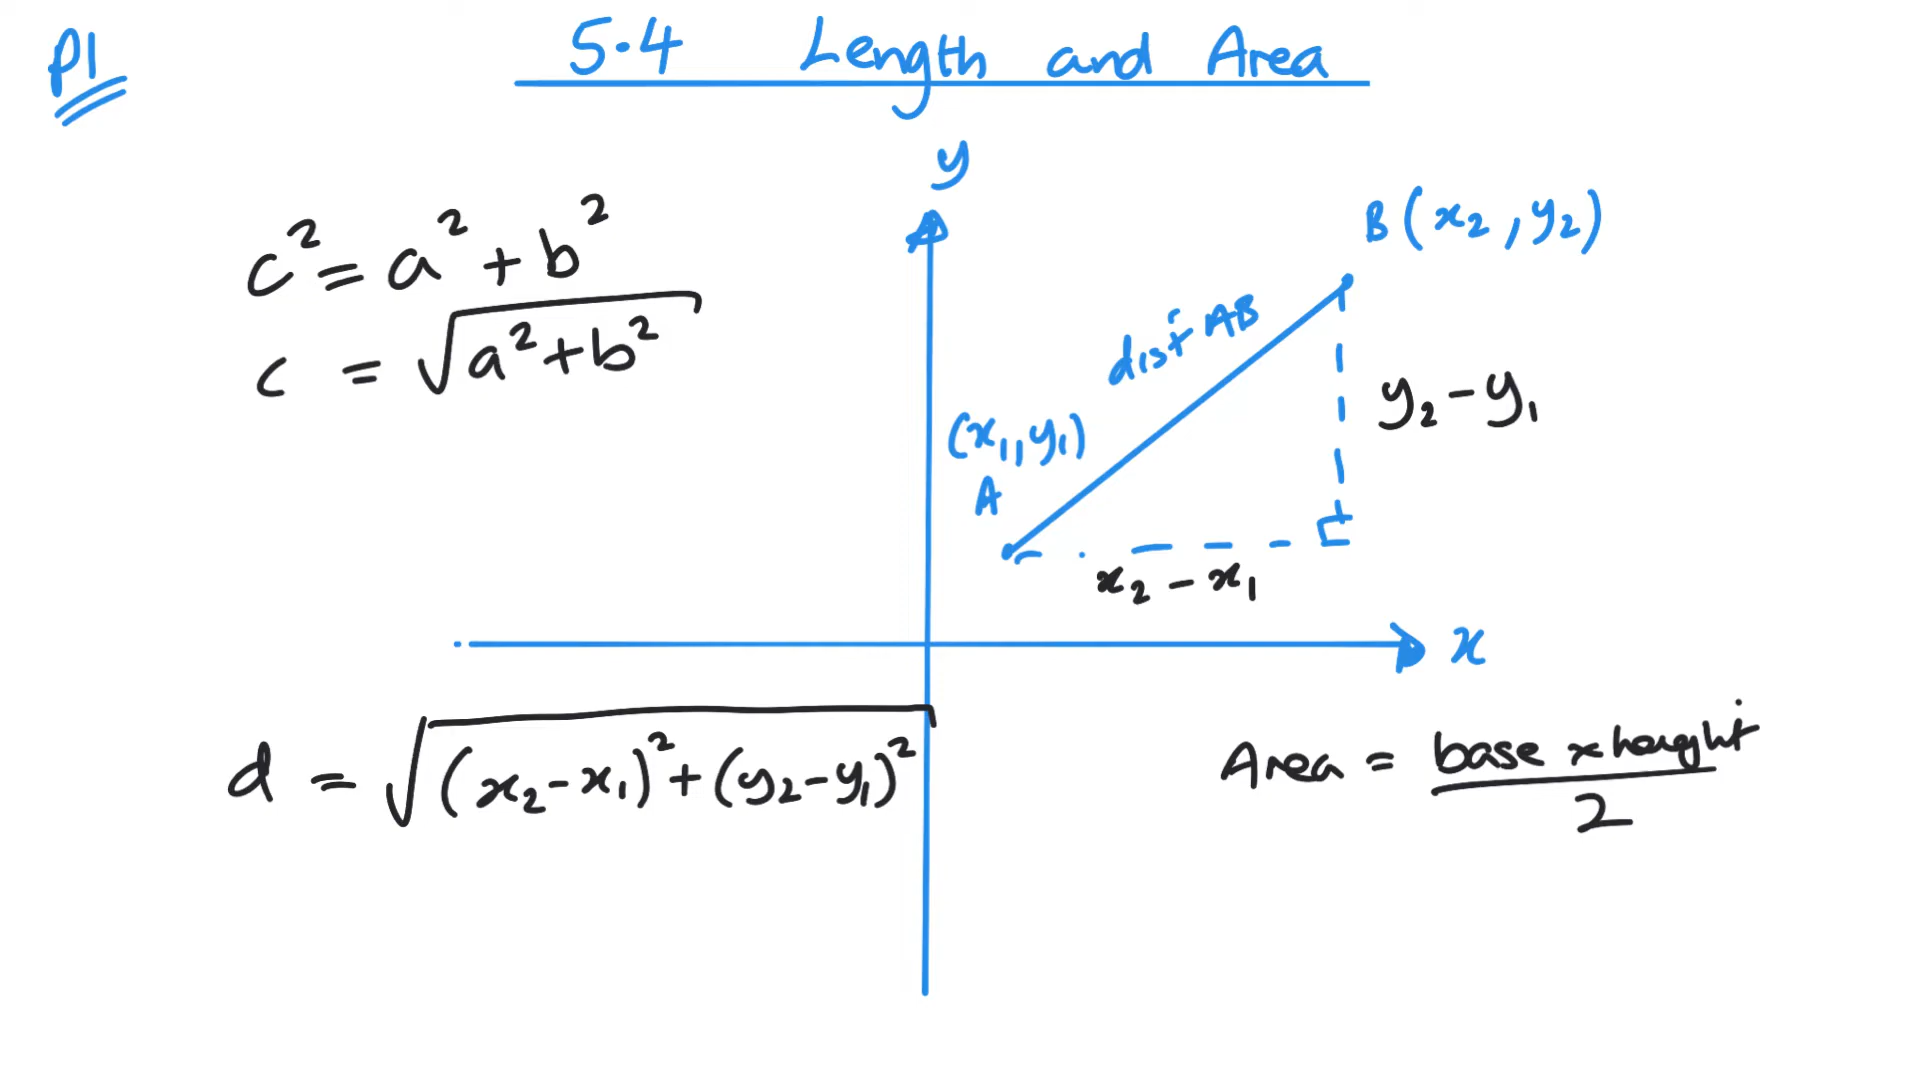 P1
5.4 Length and Area
y
c² = a² + b²
c = √(a²+b²)
B (x₂, y₂)
dist AB
(x₁, y₁)
A
y₂ - y₁
x₂ - x₁
x
d = √((x₂-x₁)² + (y₂-y₁)²)
Area = base x height / 2